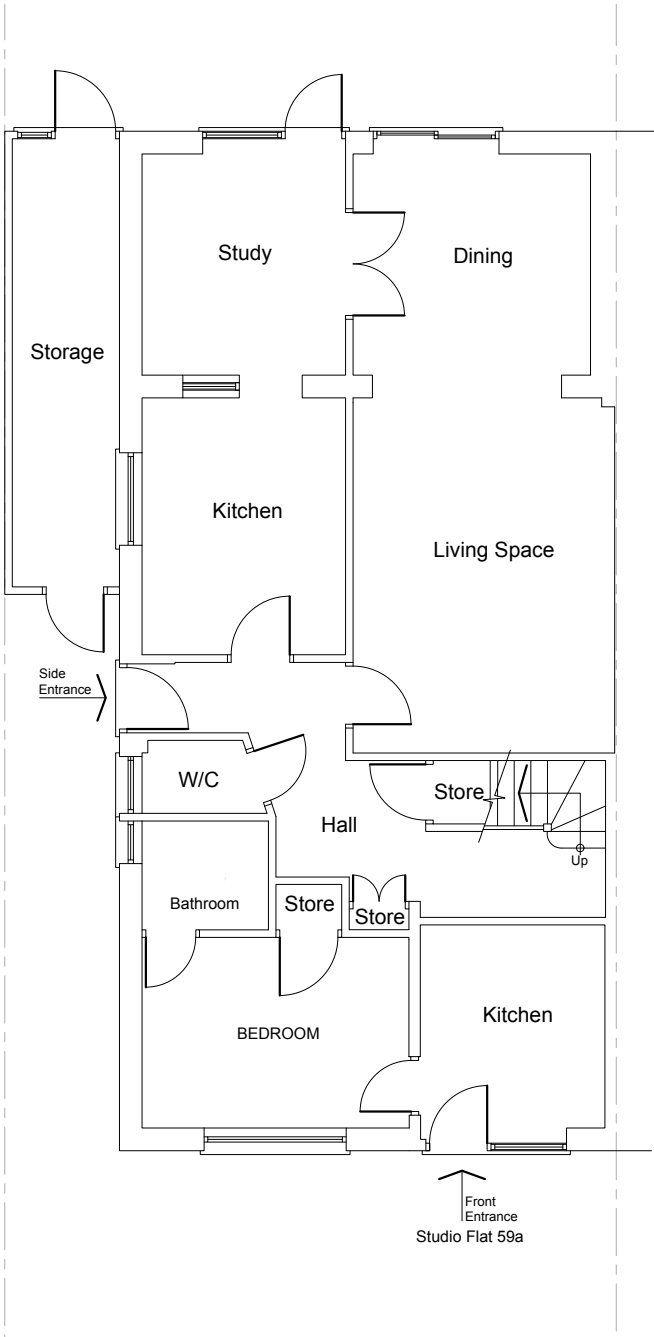 Study
Dining
Storage
Kitchen
Living Space
Side
Entrance
W/C
Store
Hall
Up
Bathroom
Store
Store
Kitchen
BEDROOM
Front
Entrance
Studio Flat 59a